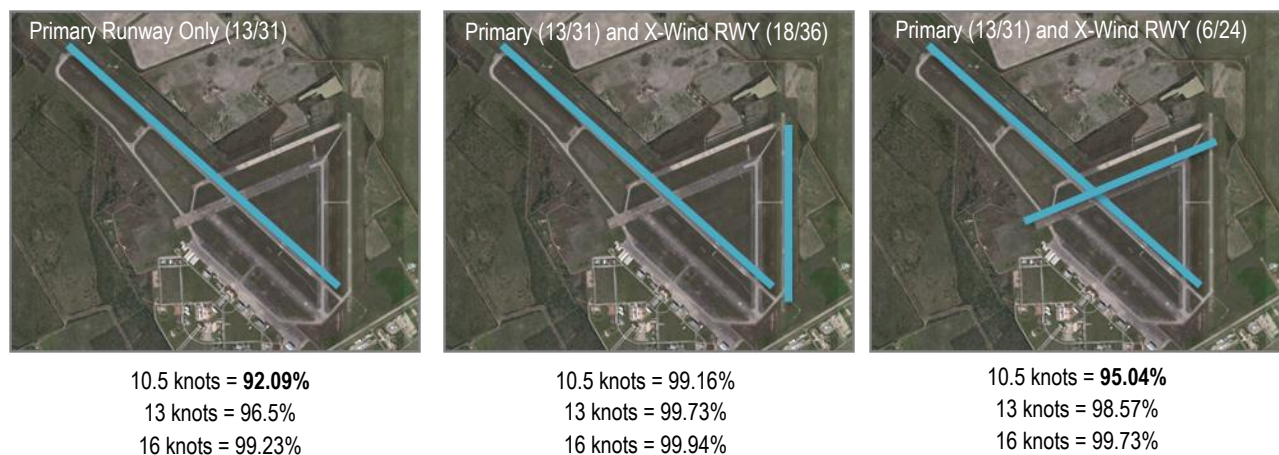 Primary Runway Only (13/31)
10.5 knots = 92.09%
13 knots = 96.5%
16 knots = 99.23%
Primary (13/31) and X-Wind RWY (18/36)
10.5 knots = 99.16%
13 knots = 99.73%
16 knots = 99.94%
Primary (13/31) and X-Wind RWY (6/24)
10.5 knots = 95.04%
13 knots = 98.57%
16 knots = 99.73%